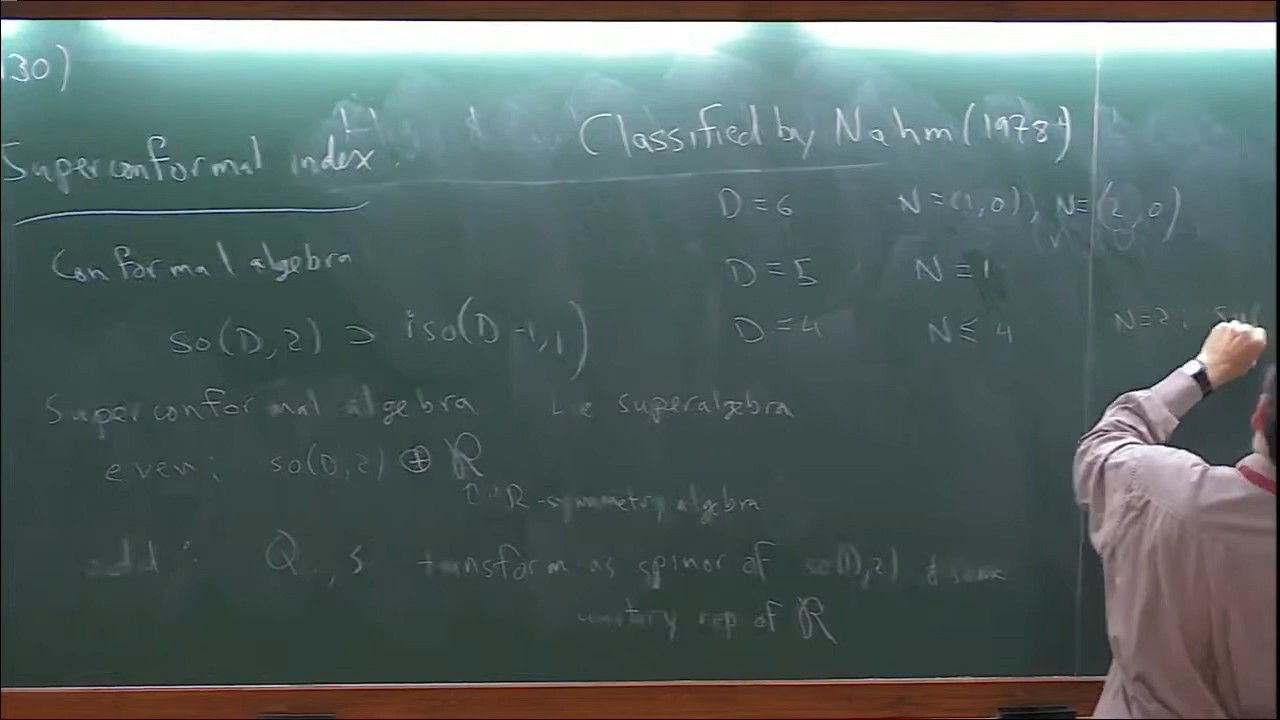 30)
Superconformal index.
Conformal algebra
so(D,2) ⊃ iso(D-1,1)
Superconformal algebra superalgebra
even: so(D,2) ⊕ R
R-symmetry algebra
odd: Q, S transform as spinor of so(D,2) & some
unitary rep of R
Classified by Nahm (1978)
D=6 N=(1,0), N=(2,0)
D=5 N=1
D=4 N≤4 N=2: